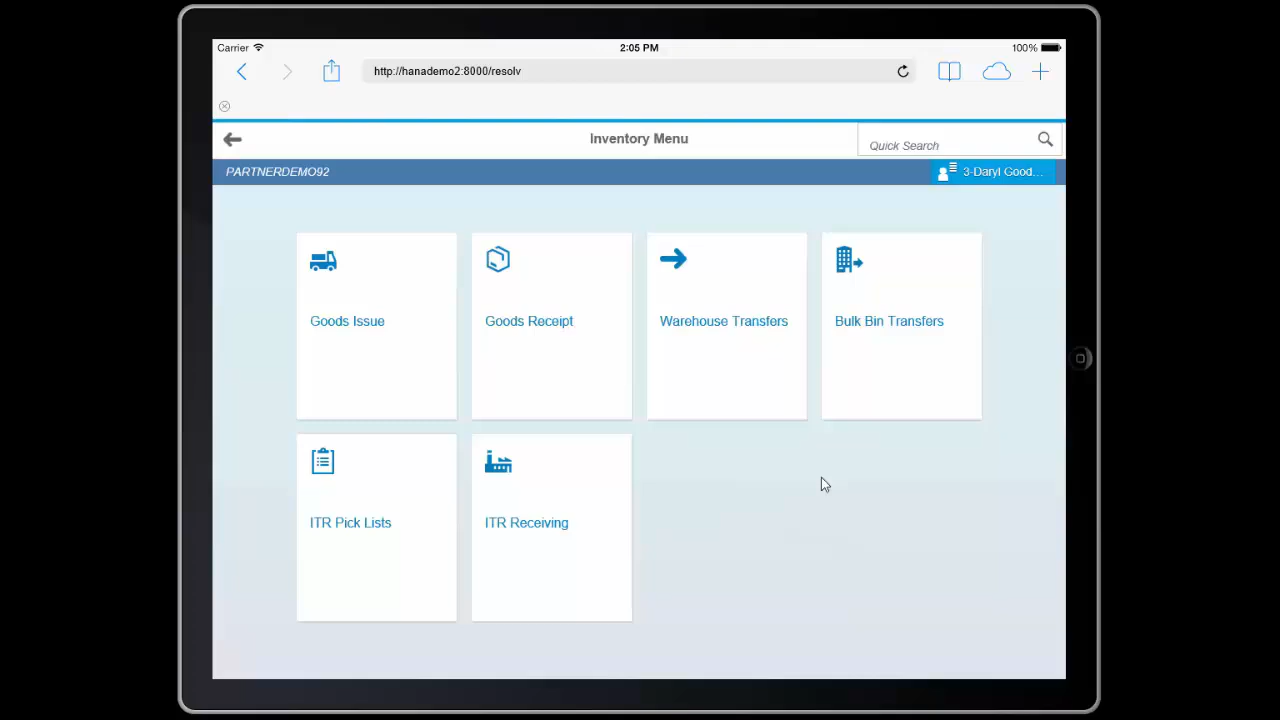 Carrier 2:05 PM 100%
http://hanademo2:8000/resolv
Inventory Menu Quick Search
PARTNERDEMO92 3-Daryl Good...
Goods Issue Goods Receipt Warehouse Transfers Bulk Bin Transfers
ITR Pick Lists ITR Receiving